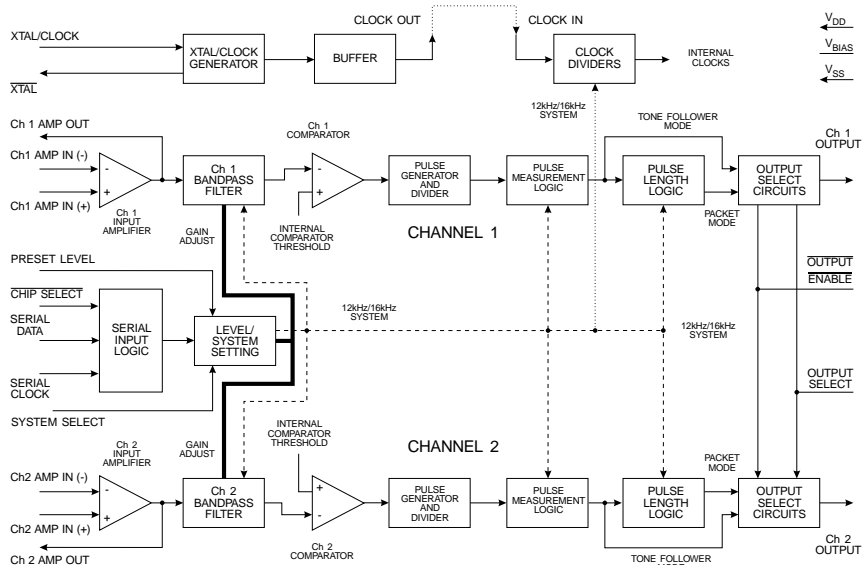 CLOCK OUT
CLOCK IN
XTAL/CLOCK
XTAL
XTAL/CLOCK
GENERATOR
BUFFER
CLOCK
DIVIDERS
INTERNAL
CLOCKS
VDD
VBIAS
VSS
12kHz/16kHz
SYSTEM
Ch 1 AMP OUT
Ch1 AMP IN (-)
Ch1 AMP IN (+)
-
+
Ch 1
INPUT
AMPLIFIER
Ch 1
BANDPASS
FILTER
Ch 1
COMPARATOR
-
+
INTERNAL
COMPARATOR
THRESHOLD
PULSE
GENERATOR
AND
DIVIDER
PULSE
MEASUREMENT
LOGIC
TONE FOLLOWER
MODE
PULSE
LENGTH
LOGIC
PACKET
MODE
OUTPUT
SELECT
CIRCUITS
Ch 1
OUTPUT
GAIN
ADJUST
CHANNEL 1
PRESET LEVEL
CHIP SELECT
SERIAL
DATA
SERIAL
CLOCK
SYSTEM SELECT
SERIAL
INPUT
LOGIC
LEVEL/
SYSTEM
SETTING
12kHz/16kHz
SYSTEM
12kHz/16kHz
SYSTEM
OUTPUT
ENABLE
OUTPUT
SELECT
Ch 2
INPUT
AMPLIFIER
GAIN
ADJUST
INTERNAL
COMPARATOR
THRESHOLD
CHANNEL 2
Ch2 AMP IN (-)
Ch2 AMP IN (+)
Ch 2 AMP OUT
-
+
Ch 2
BANDPASS
FILTER
+
-
Ch 2
COMPARATOR
PULSE
GENERATOR
AND
DIVIDER
PULSE
MEASUREMENT
LOGIC
PULSE
LENGTH
LOGIC
PACKET
MODE
OUTPUT
SELECT
CIRCUITS
Ch 2
OUTPUT
TONE FOLLOWER